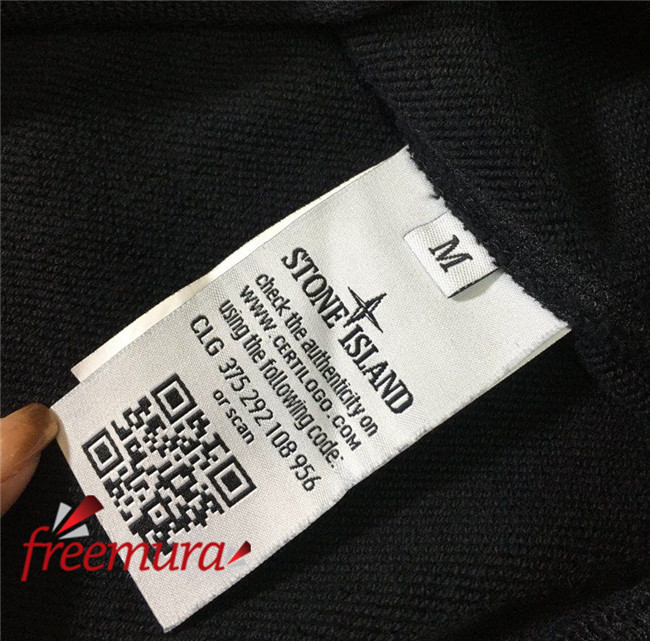 M
STONE ISLAND
check the authenticity on
WWW.CERTILOGO.COM
using the following code:
CLG 375 292 108 956
or scan
freemura